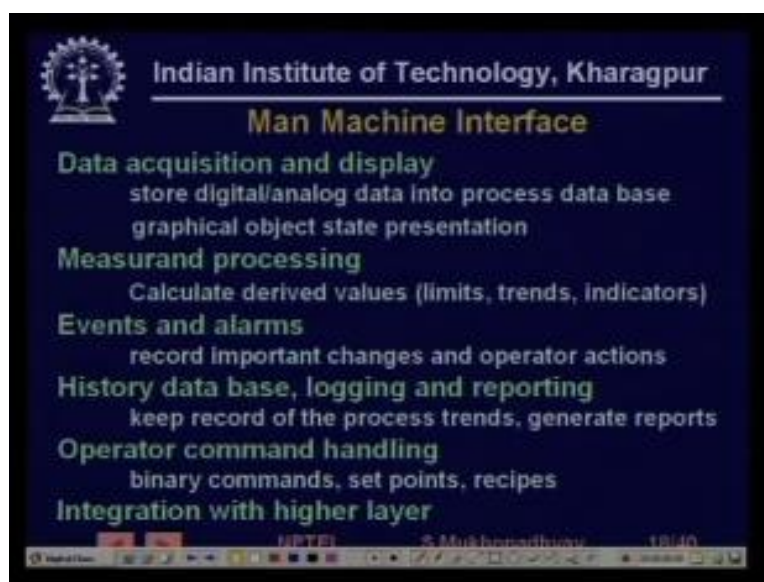 Indian Institute of Technology, Kharagpur
Man Machine Interface
Data acquisition and display
store digital/analog data into process data base
graphical object state presentation
Measurand processing
Calculate derived values (limits, trends, indicators)
Events and alarms
record important changes and operator actions
History data base, logging and reporting
keep record of the process trends, generate reports
Operator command handling
binary commands, set points, recipes
Integration with higher layer
NPTEL S.Mukhopadhyay 18/40